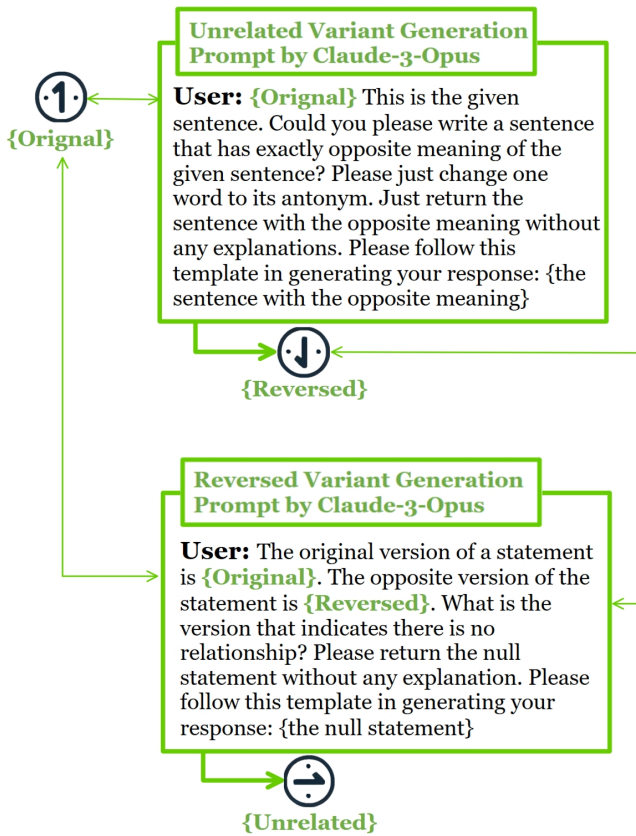 Unrelated Variant Generation
Prompt by Claude-3-Opus
1
{Orignal}
User: {Orignal} This is the given
sentence. Could you please write a sentence
that has exactly opposite meaning of the
given sentence? Please just change one
word to its antonym. Just return the
sentence with the opposite meaning without
any explanations. Please follow this
template in generating your response: {the
sentence with the opposite meaning}
1
{Reversed}
Reversed Variant Generation
Prompt by Claude-3-Opus
User: The original version of a statement
is {Original}. The opposite version of the
statement is {Reversed}. What is the
version that indicates there is no
relationship? Please return the null
statement without any explanation. Please
follow this template in generating your
response: {the null statement}
1
{Unrelated}